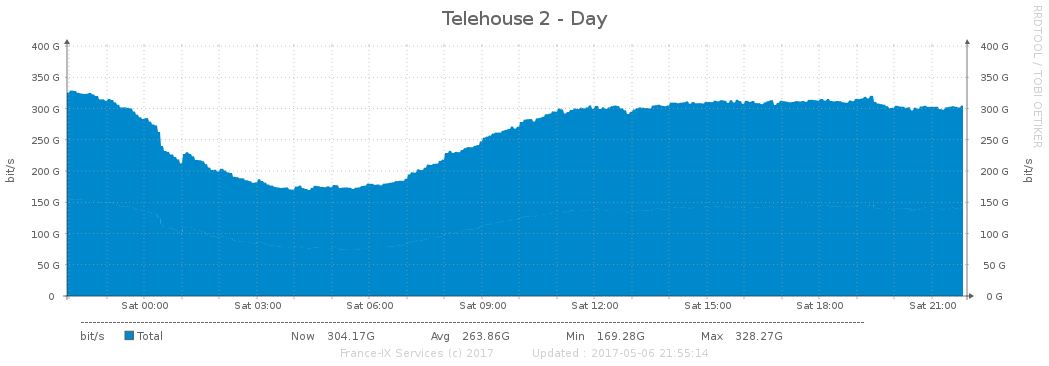 Telehouse 2 - Day
RRDTOOL / TOBI OETIKER
400 G 400 G
350 G 350 G
300 G 300 G
250 G 250 G
200 G 200 G
150 G 150 G
100 G 100 G
50 G 50 G
0 0 G
bit/s bit/s
Sat 00:00 Sat 03:00 Sat 06:00 Sat 09:00 Sat 12:00 Sat 15:00 Sat 18:00 Sat 21:00
bit/s Total Now 304.17G Avg 263.86G Min 169.28G Max 328.27G
France-IX Services (c) 2017 Updated : 2017-05-06 21:55:14